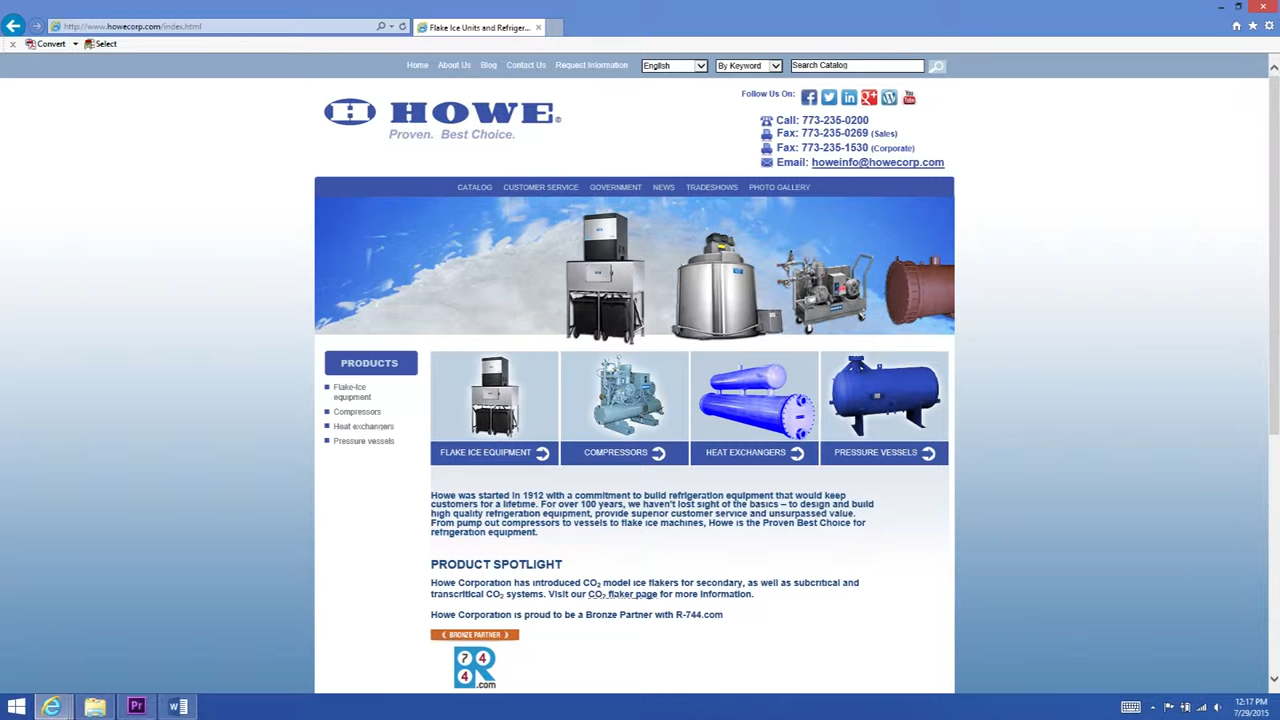 http://www.howecorp.com/index.html
Flake Ice Units and Refriger...
Convert
Select
Home About Us Blog Contact Us Request Information English By Keyword Search Catalog
Follow Us On:
You Tube
H HOWE®
Proven. Best Choice.
Call: 773-235-0200
Fax: 773-235-0269 (Sales)
Fax: 773-235-1530 (Corporate)
Email: howeinfo@howecorp.com
CATALOG CUSTOMER SERVICE GOVERNMENT NEWS TRADESHOWS PHOTO GALLERY
PRODUCTS
Flake-Ice
equipment
Compressors
Heat exchangers
Pressure vessels
FLAKE ICE EQUIPMENT COMPRESSORS HEAT EXCHANGERS PRESSURE VESSELS
Howe was started in 1912 with a commitment to build refrigeration equipment that would keep
customers for a lifetime. For over 100 years, we haven't lost sight of the basics – to design and build
high quality refrigeration equipment, provide superior customer service and unsurpassed value.
From pump out compressors to vessels to flake ice machines, Howe is the Proven Best Choice for
refrigeration equipment.
PRODUCT SPOTLIGHT
Howe Corporation has introduced CO2 model ice flakers for secondary, as well as subcritical and
transcritical CO2 systems. Visit our CO2 flaker page for more information.
Howe Corporation is proud to be a Bronze Partner with R-744.com
BRONZE PARTNER
R 7 4 4 .com
Pr
12:17 PM
7/29/2015